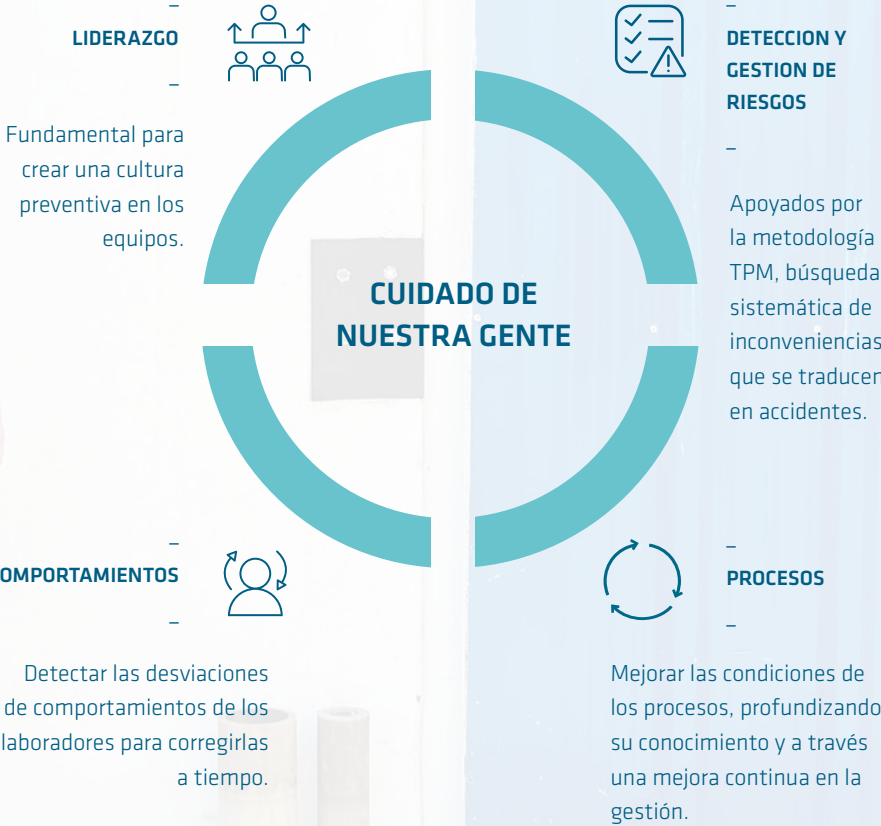 LIDERAZGO
Fundamental para
crear una cultura
preventiva en los
equipos.
DETECCION Y
GESTION DE
RIESGOS
Apoyados por
la metodología
TPM, búsqueda
sistemática de
inconveniencias
que se traducen
en accidentes.
CUIDADO DE
NUESTRA GENTE
OMPORTAMIENTOS
Detectar las desviaciones
de comportamientos de los
laboradores para corregirlas
a tiempo.
PROCESOS
Mejorar las condiciones de
los procesos, profundizando
su conocimiento y a través
una mejora continua en la
gestión.